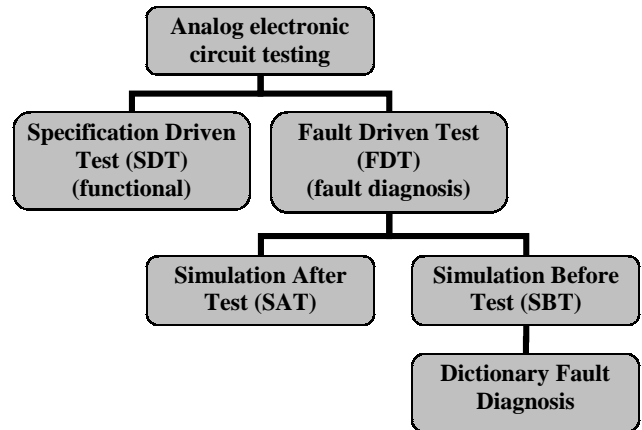 Analog electronic
circuit testing
Specification Driven
Test (SDT)
(functional)
Fault Driven Test
(FDT)
(fault diagnosis)
Simulation After
Test (SAT)
Simulation Before
Test (SBT)
Dictionary Fault
Diagnosis